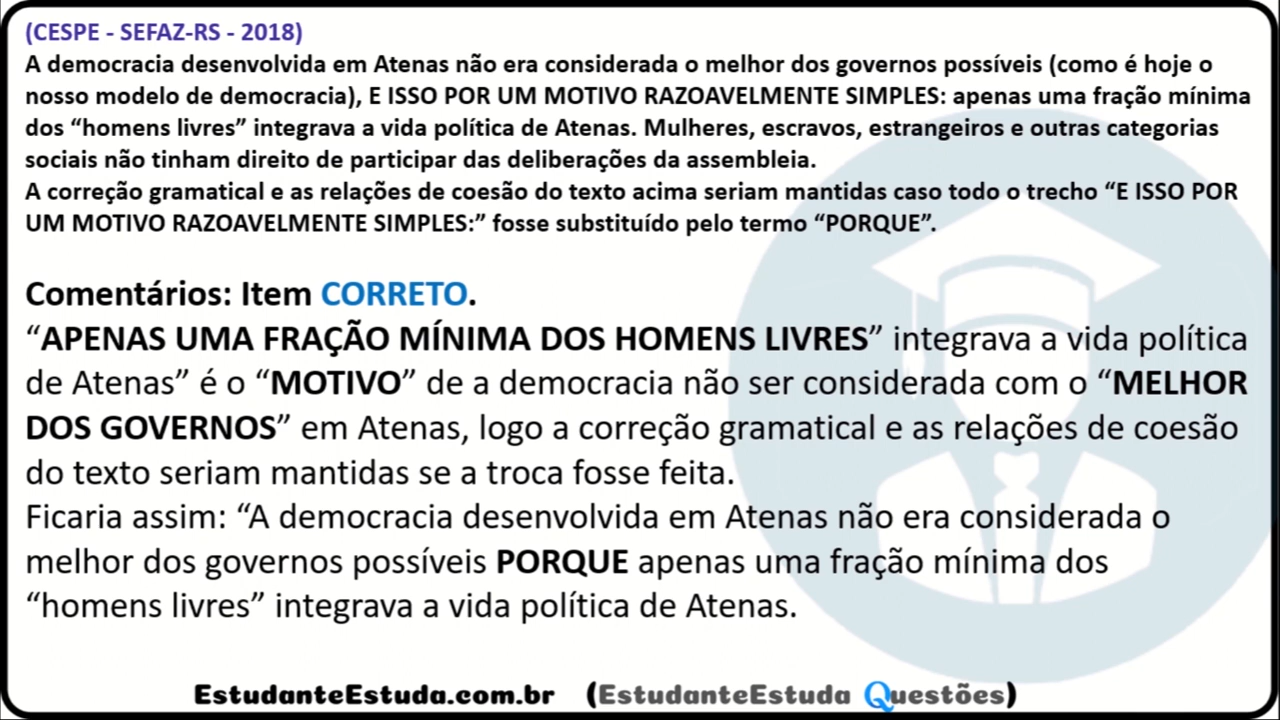 (CESPE - SEFAZ-RS - 2018)
A democracia desenvolvida em Atenas não era considerada o melhor dos governos possíveis (como é hoje o
nosso modelo de democracia), E ISSO POR UM MOTIVO RAZOAVELMENTE SIMPLES: apenas uma fração mínima
dos “homens livres” integrava a vida política de Atenas. Mulheres, escravos, estrangeiros e outras categorias
sociais não tinham direito de participar das deliberações da assembleia.
A correção gramatical e as relações de coesão do texto acima seriam mantidas caso todo o trecho “E ISSO POR
UM MOTIVO RAZOAVELMENTE SIMPLES:” fosse substituído pelo termo “PORQUE”.
Comentários: Item CORRETO.
“APENAS UMA FRAÇÃO MÍNIMA DOS HOMENS LIVRES” integrava a vida política
de Atenas” é o “MOTIVO” de a democracia não ser considerada com o “MELHOR
DOS GOVERNOS” em Atenas, logo a correção gramatical e as relações de coesão
do texto seriam mantidas se a troca fosse feita.
Ficaria assim: “A democracia desenvolvida em Atenas não era considerada o
melhor dos governos possíveis PORQUE apenas uma fração mínima dos
“homens livres” integrava a vida política de Atenas.
EstudanteEstuda.com.br (EstudanteEstuda Questões)